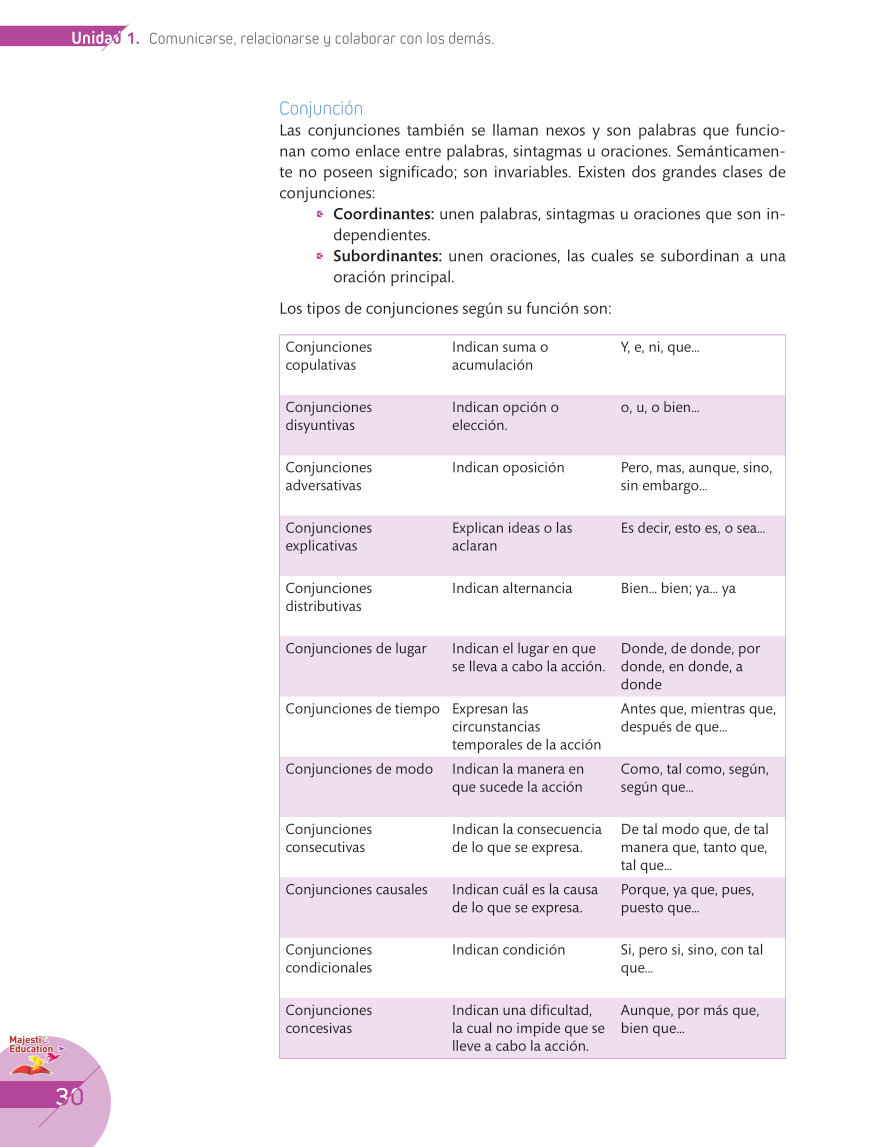 Unidad 1. Comunicarse, relacionarse y colaborar con los demás.
Conjunción
Las conjunciones también se llaman nexos y son palabras que funcio-
nan como enlace entre palabras, sintagmas u oraciones. Semánticamen-
te no poseen significado; son invariables. Existen dos grandes clases de
conjunciones:
Coordinantes: unen palabras, sintagmas u oraciones que son in-
dependientes.
Subordinantes: unen oraciones, las cuales se subordinan a una
oración principal.
Los tipos de conjunciones según su función son:
Conjunciones
copulativas
Indican suma o
acumulación
Y, e, ni, que...
Conjunciones
disyuntivas
Indican opción o
elección.
o, u, o bien...
Conjunciones
adversativas
Indican oposición
Pero, mas, aunque, sino,
sin embargo...
Conjunciones
explicativas
Explican ideas o las
aclaran
Es decir, esto es, o sea...
Conjunciones
distributivas
Indican alternancia
Bien... bien; ya... ya
Conjunciones de lugar
Indican el lugar en que
se lleva a cabo la acción.
Donde, de donde, por
donde, en donde, a
donde
Conjunciones de tiempo
Expresan las
circunstancias
temporales de la acción
Antes que, mientras que,
después de que...
Conjunciones de modo
Indican la manera en
que sucede la acción
Como, tal como, según,
según que...
Conjunciones
consecutivas
Indican la consecuencia
de lo que se expresa.
De tal modo que, de tal
manera que, tanto que,
tal que...
Conjunciones causales
Indican cuál es la causa
de lo que se expresa.
Porque, ya que, pues,
puesto que...
Conjunciones
condicionales
Indican condición
Si, pero si, sino, con tal
que...
Conjunciones
concesivas
Indican una dificultad,
la cual no impide que se
lleve a cabo la acción.
Aunque, por más que,
bien que...
Majestic
Education
30